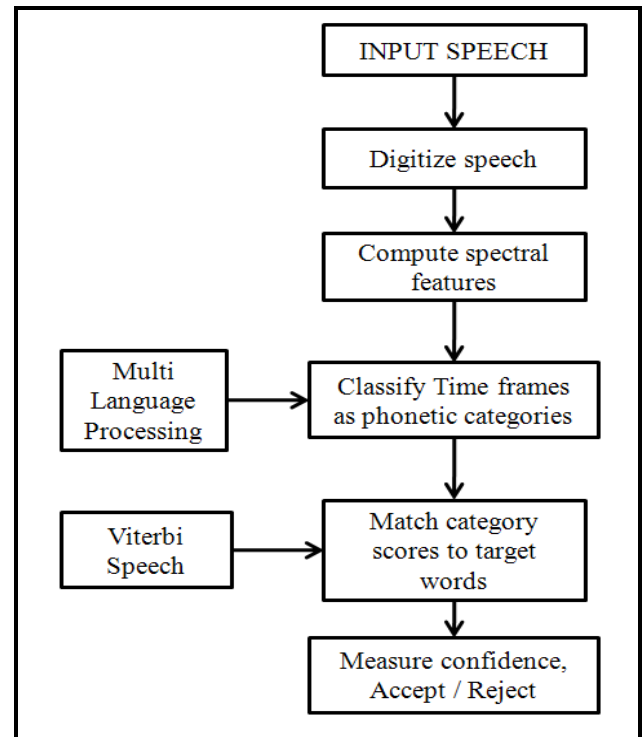 INPUT SPEECH
Digitize speech
Compute spectral
features
Multi
Language
Processing
Classify Time frames
as phonetic categories
Viterbi
Speech
Match category
scores to target
words
Measure confidence,
Accept / Reject